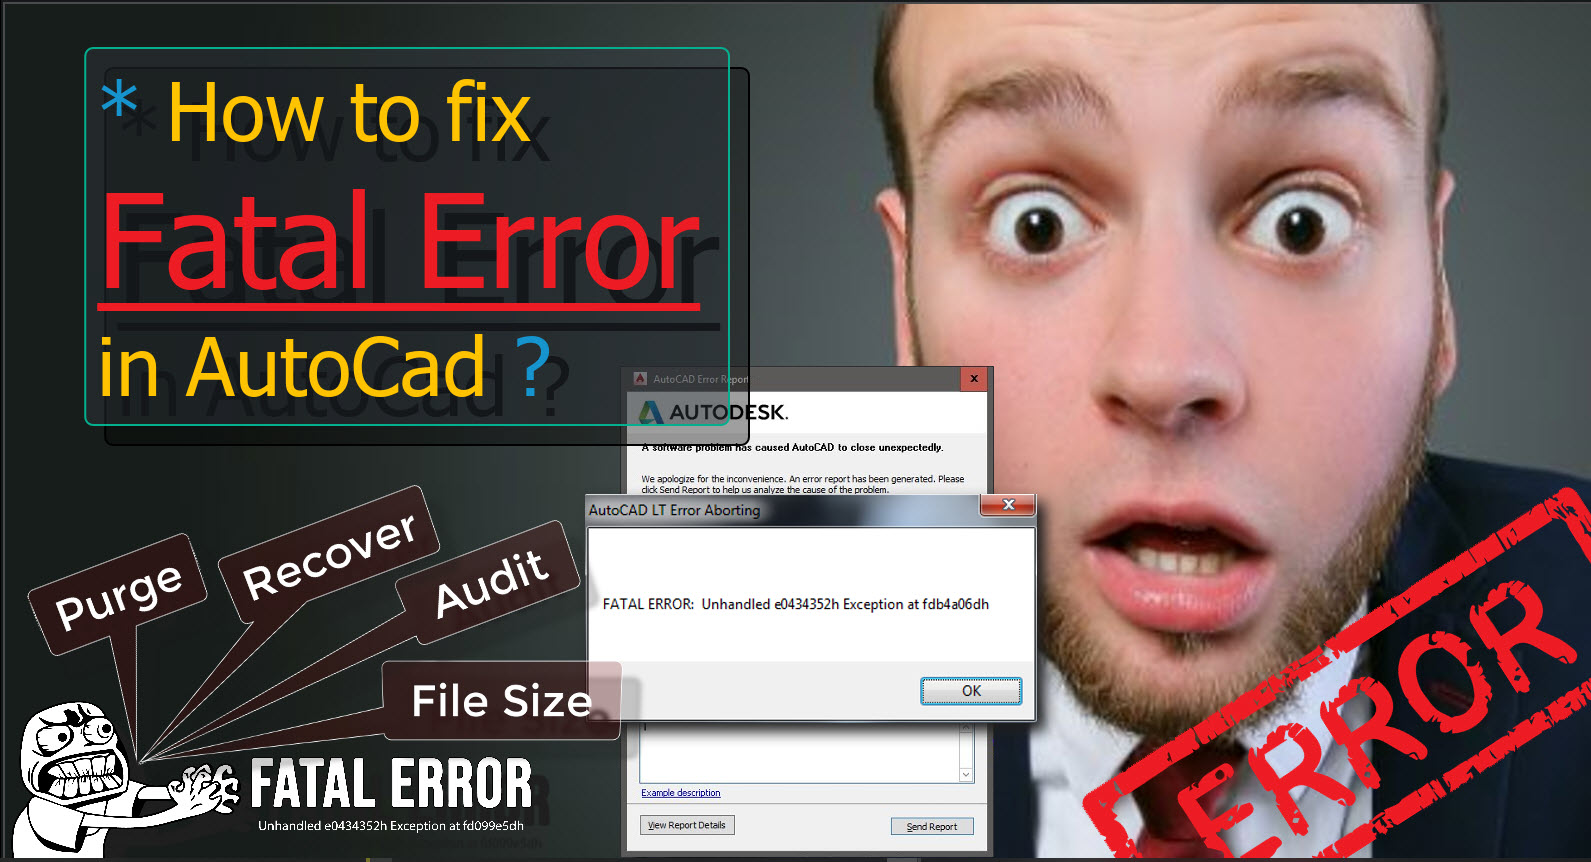 * How to fix
Fatal Error
in AutoCad ?
AutoCAD Error Report
x
AUTODESK.
A software problem has caused AutoCAD to close unexpectedly.
We apologize for the inconvenience. An error report has been generated. Please
click Send Report to help us analyze the cause of the problem.
AutoCAD LT Error Aborting
x
FATAL ERROR: Unhandled e0434352h Exception at fdb4a06dh
OK
Purge
Recover
Audit
File Size
FATAL ERROR
Unhandled e0434352h Exception at fd099e5dh
Example description
View Report Details
Send Report
ERROR